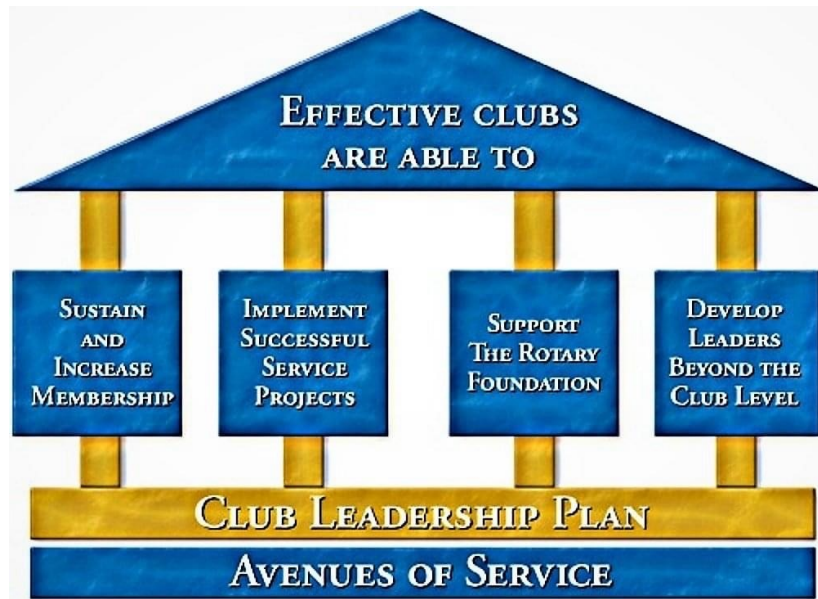 Effective clubs
are able to
Sustain
and
Increase
Membership
Implement
Successful
Service
Projects
Support
The Rotary
Foundation
Develop
Leaders
Beyond the
Club Level
Club Leadership Plan
Avenues of Service